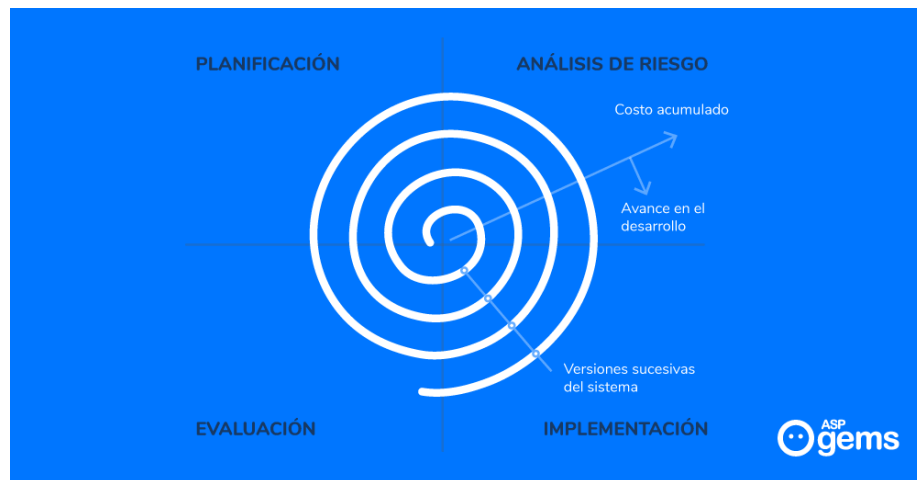 PLANIFICACIÓN
ANÁLISIS DE RIESGO
Costo acumulado
Avance en el
desarrollo
Versiones sucesivas
del sistema
EVALUACIÓN
IMPLEMENTACIÓN
ASP
gems